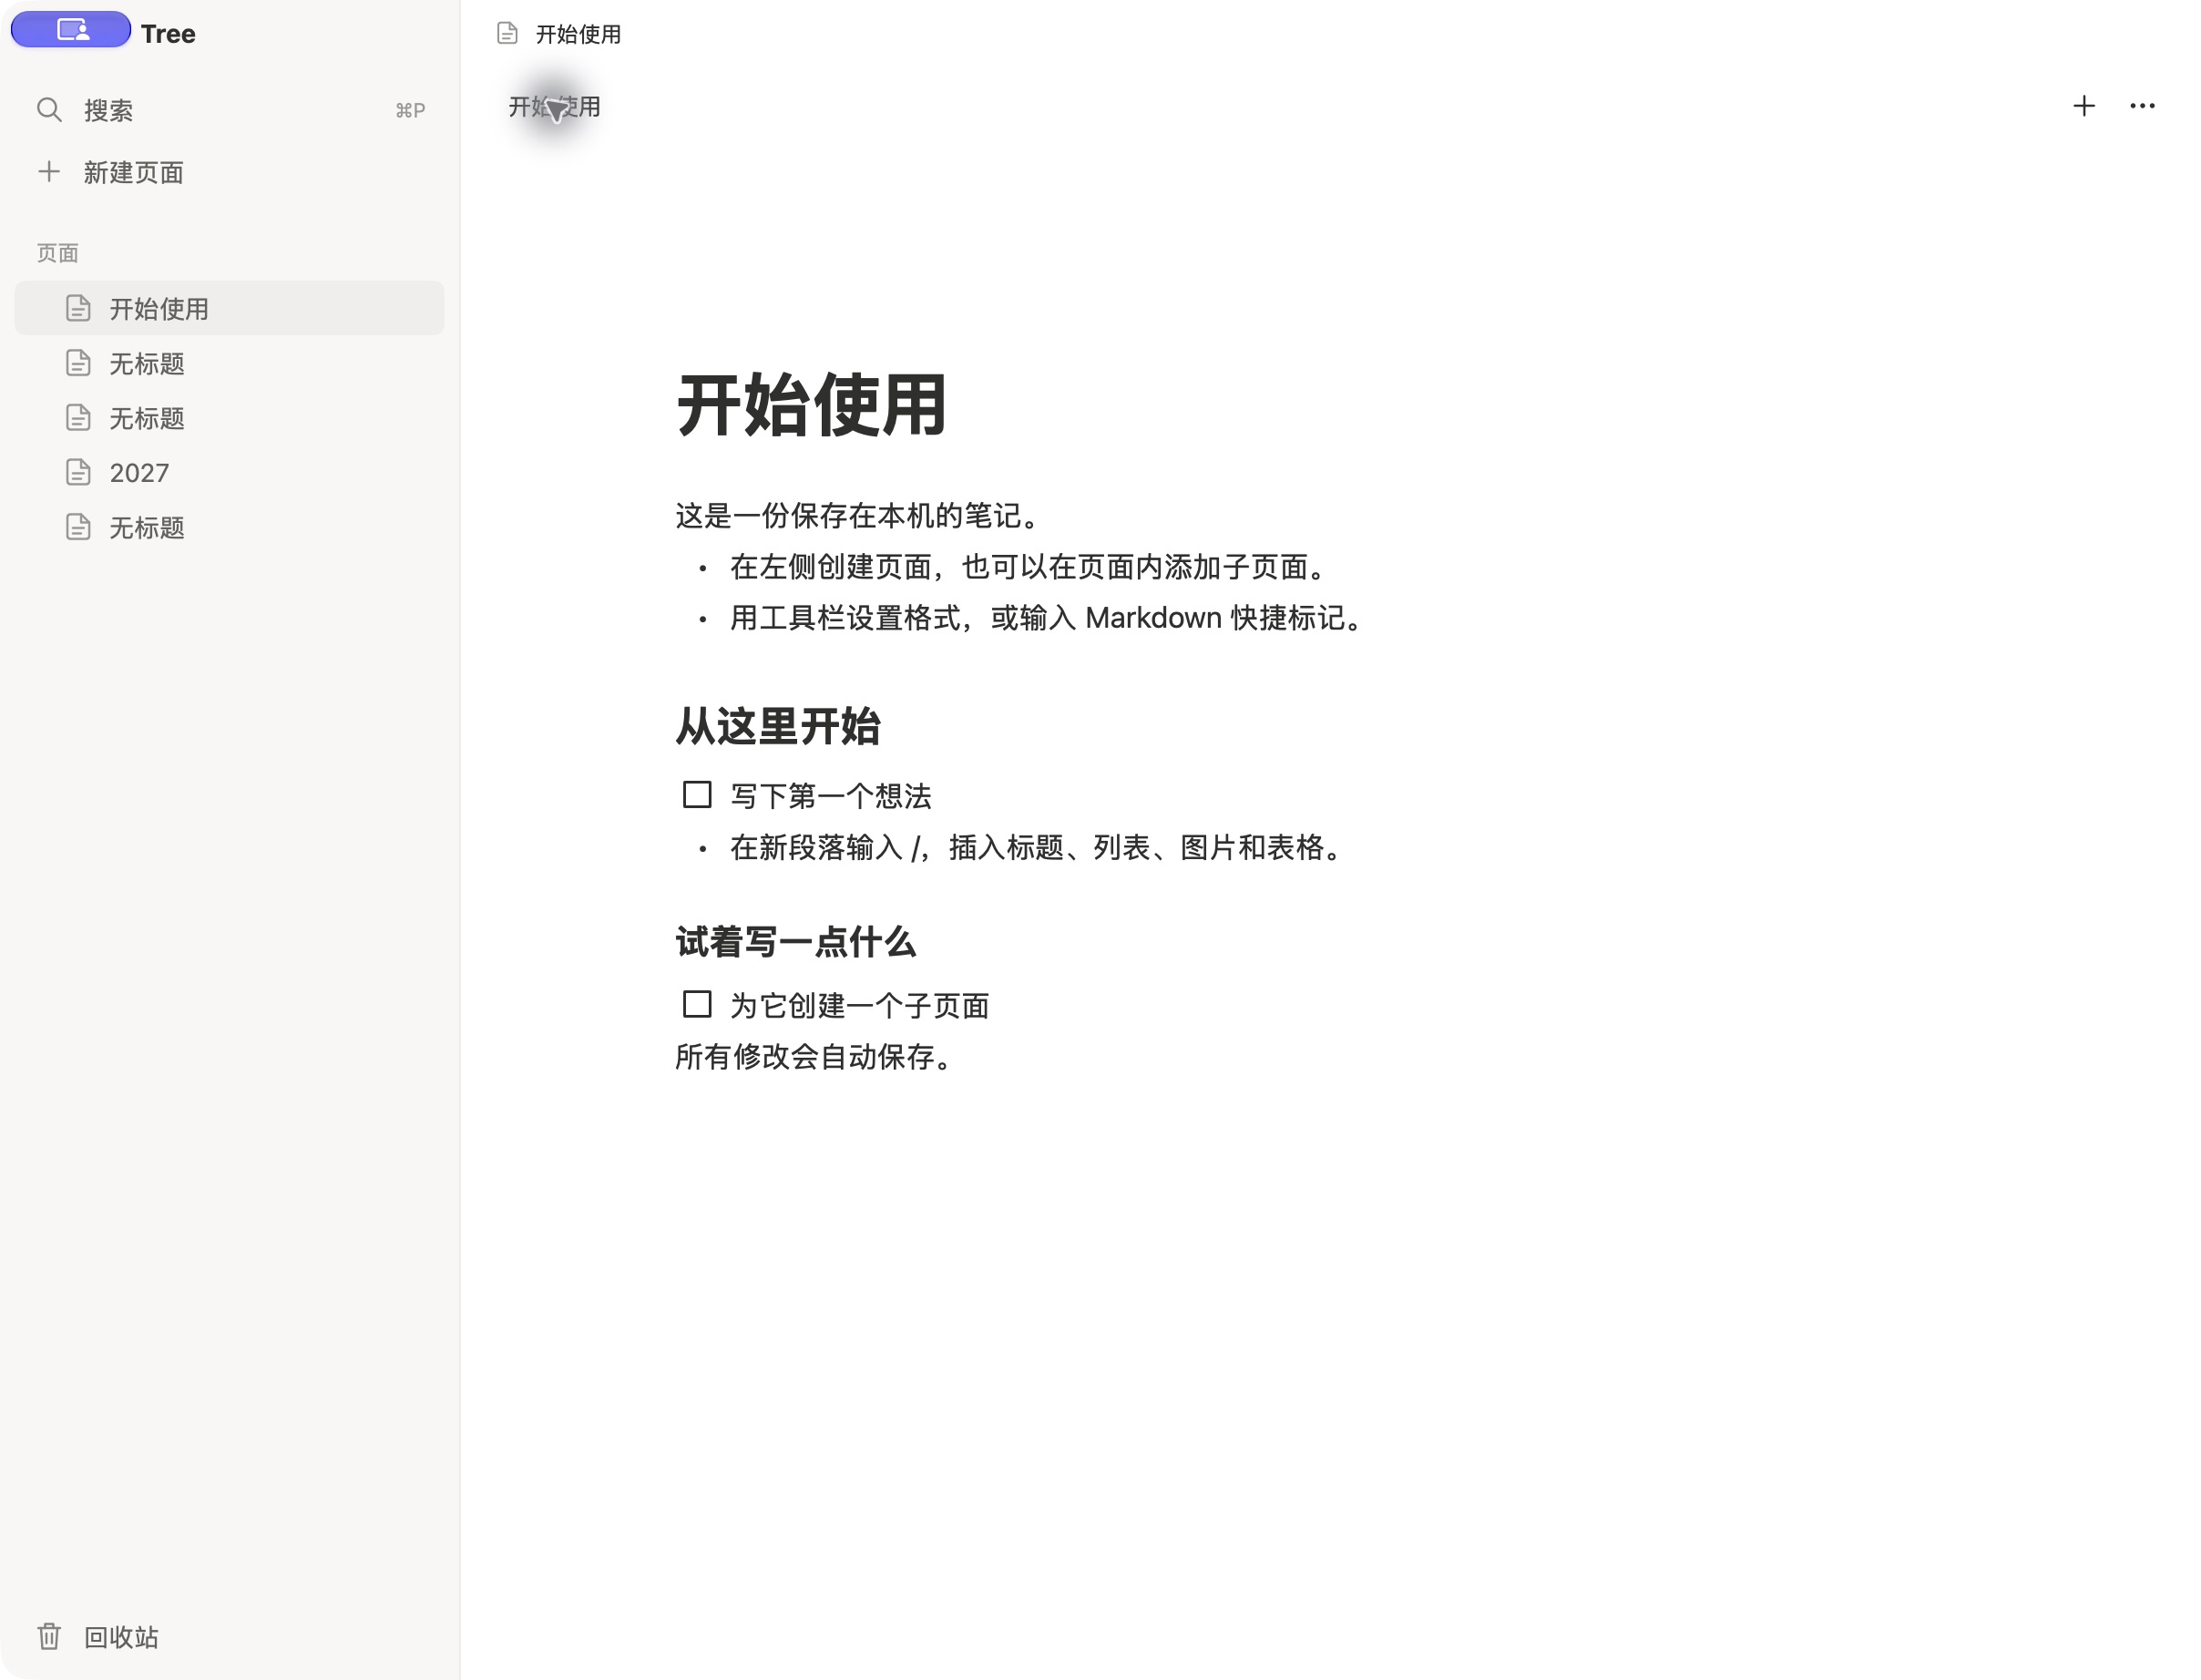 Tree
搜索 ⌘P
新建页面
页面
开始使用
无标题
无标题
2027
无标题
回收站
开始使用
开始使用
开始使用
这是一份保存在本机的笔记。
• 在左侧创建页面，也可以在页面内添加子页面。
• 用工具栏设置格式，或输入 Markdown 快捷标记。
从这里开始
写下第一个想法
• 在新段落输入 /，插入标题、列表、图片和表格。
试着写一点什么
为它创建一个子页面
所有修改会自动保存。